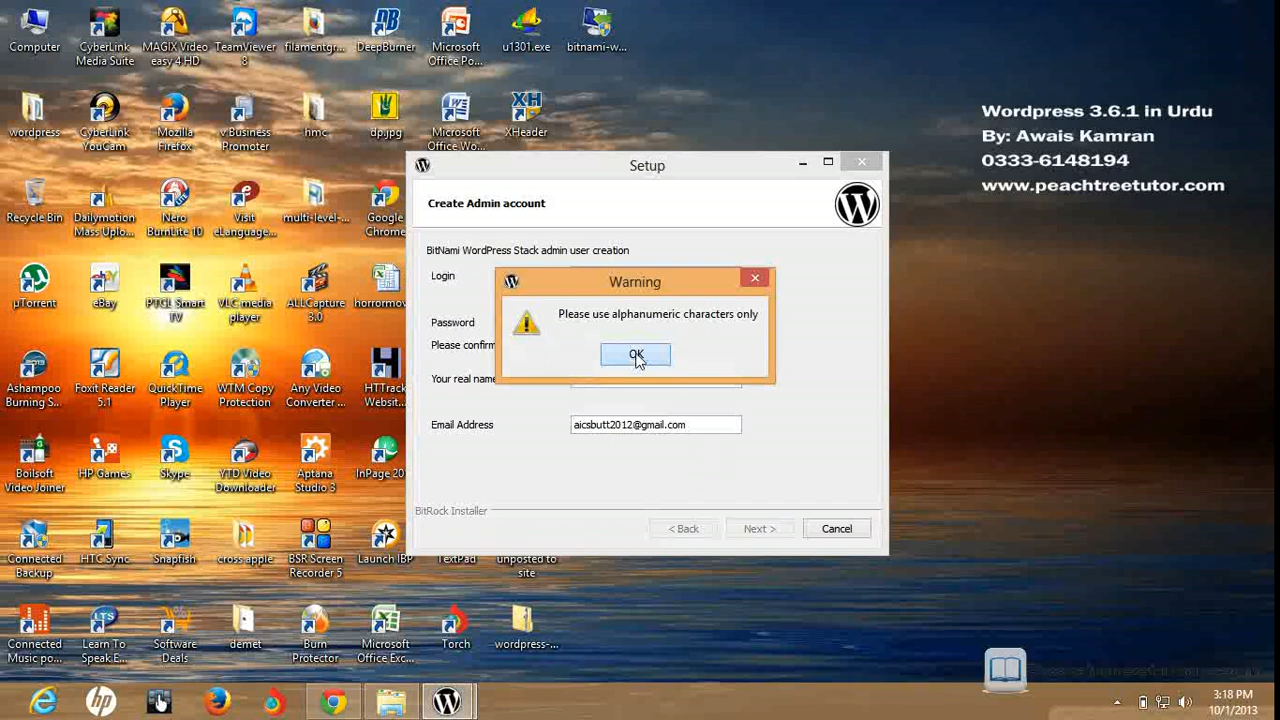 Computer
CyberLink
Media Suite
MAGIX Video
easy 4 HD
TeamViewer
8
filamentgr...
DeepBurner
Microsoft
Office Po...
u1301.exe
bitnami-w...
wordpress
CyberLink
YouCam
Mozilla
Firefox
v Business
Promoter
hmc
dp.jpg
Microsoft
Office Wo...
XHeader
Wordpress 3.6.1 in Urdu
By: Awais Kamran
0333-6148194
www.peachtreetutor.com
Recycle Bin
Dailymotion
Mass Uplo...
Nero
BurnLite 10
Visit
eLanguage...
multi-level-...
Google
Chrome
Setup
Create Admin account
BitNami WordPress Stack admin user creation
Login
Warning
Please use alphanumeric characters only
OK
Password
Please confirm
Your real name
Email Address
aicsbutt2012@gmail.com
BitRock Installer
< Back
Next >
Cancel
µTorrent
eBay
PTCL Smart
TV
VLC media
player
ALLCapture
3.0
horrormov
Ashampoo
Burning S...
Foxit Reader
5.1
QuickTime
Player
WTM Copy
Protection
Any Video
Converter ...
HTTrack
Websit...
Boilsoft
Video Joiner
HP Games
Skype
YTD Video
Downloader
Aptana
Studio 3
InPage 20
Connected
Backup
HTC Sync
Snapfish
cross apple
BSR Screen
Recorder 5
Launch IBP
TextPad
unposted to
site
Connected
Music po...
Learn To
Speak E...
Software
Deals
demet
Burn
Protector
Microsoft
Office Exc...
Torch
wordpress-...
3:18 PM
10/1/2013